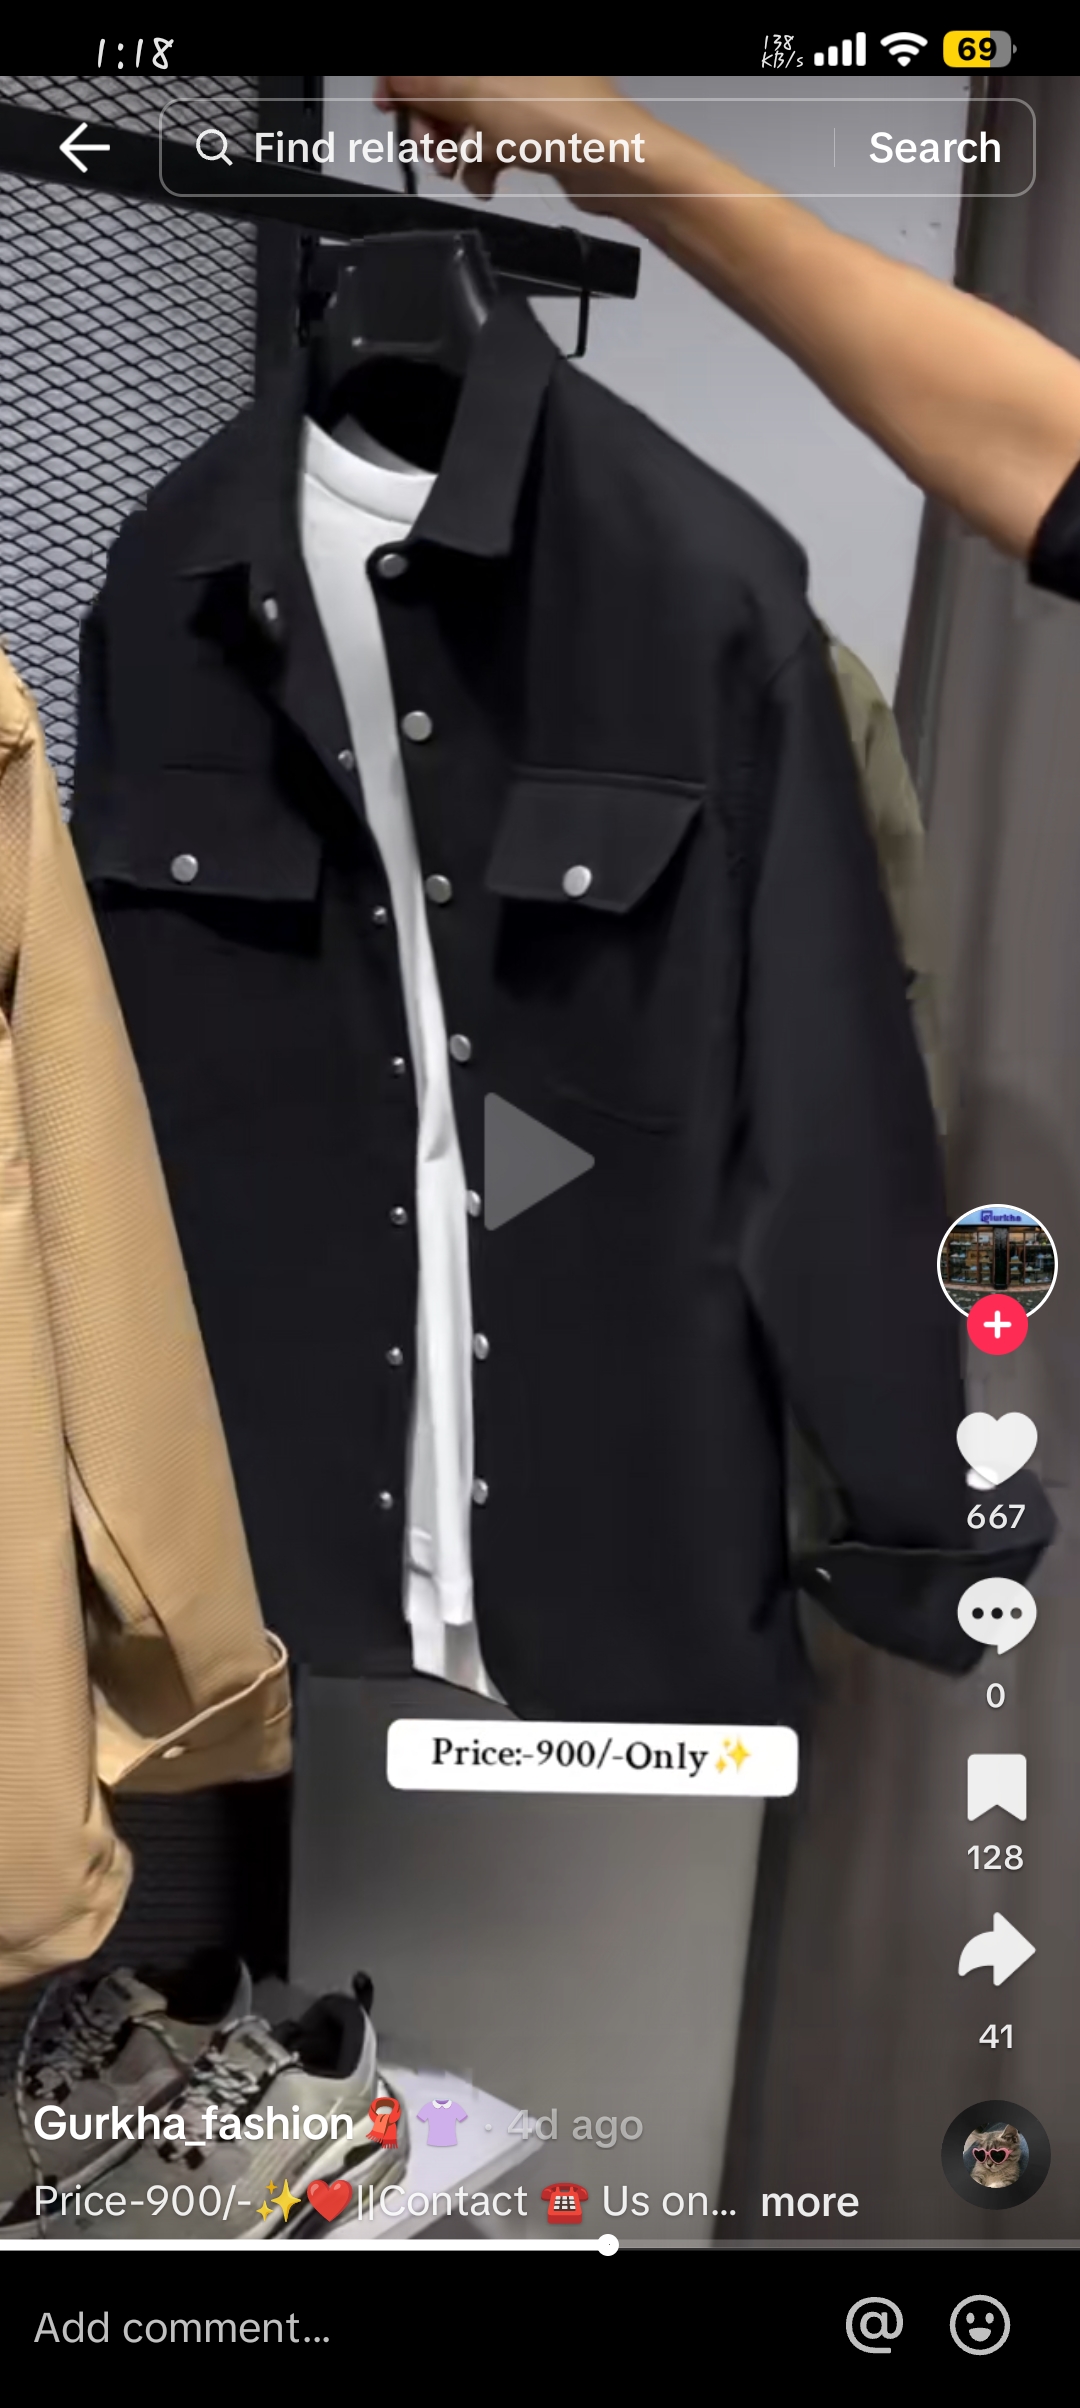 1:18
138
KB/s
69
Find related content
Search
Gurkha
667
0
Price:-900/-Only✨
128
41
Gurkha_fashion🧣👚 · 4d ago
Price-900/-✨❤️||Contact ☎️ Us on... more
Add comment...